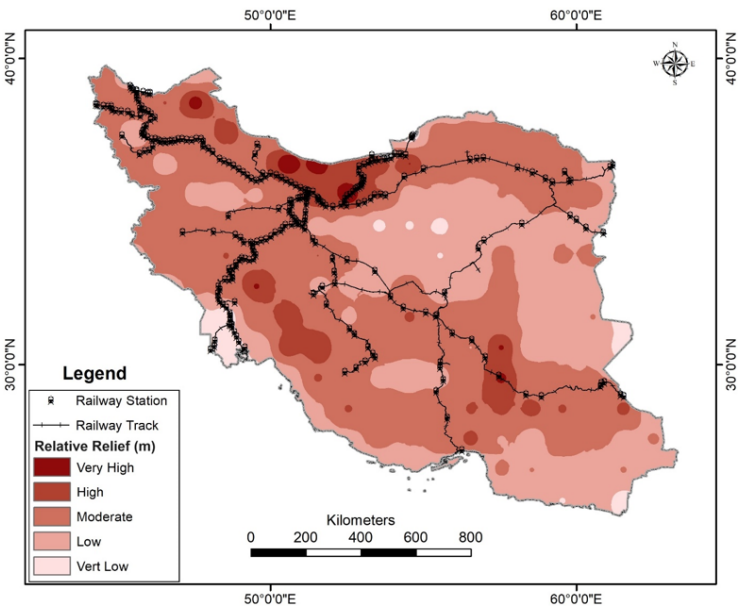 50°0'0"E 60°0'0"E
40°0'0"N 40°0'0"N
N
W E
S
30°0'0"N 30°0'0"N
Legend
Railway Station
Railway Track
Relative Relief (m)
Very High
High
Moderate
Low
Vert Low
Kilometers
0 200 400 600 800
50°0'0"E 60°0'0"E